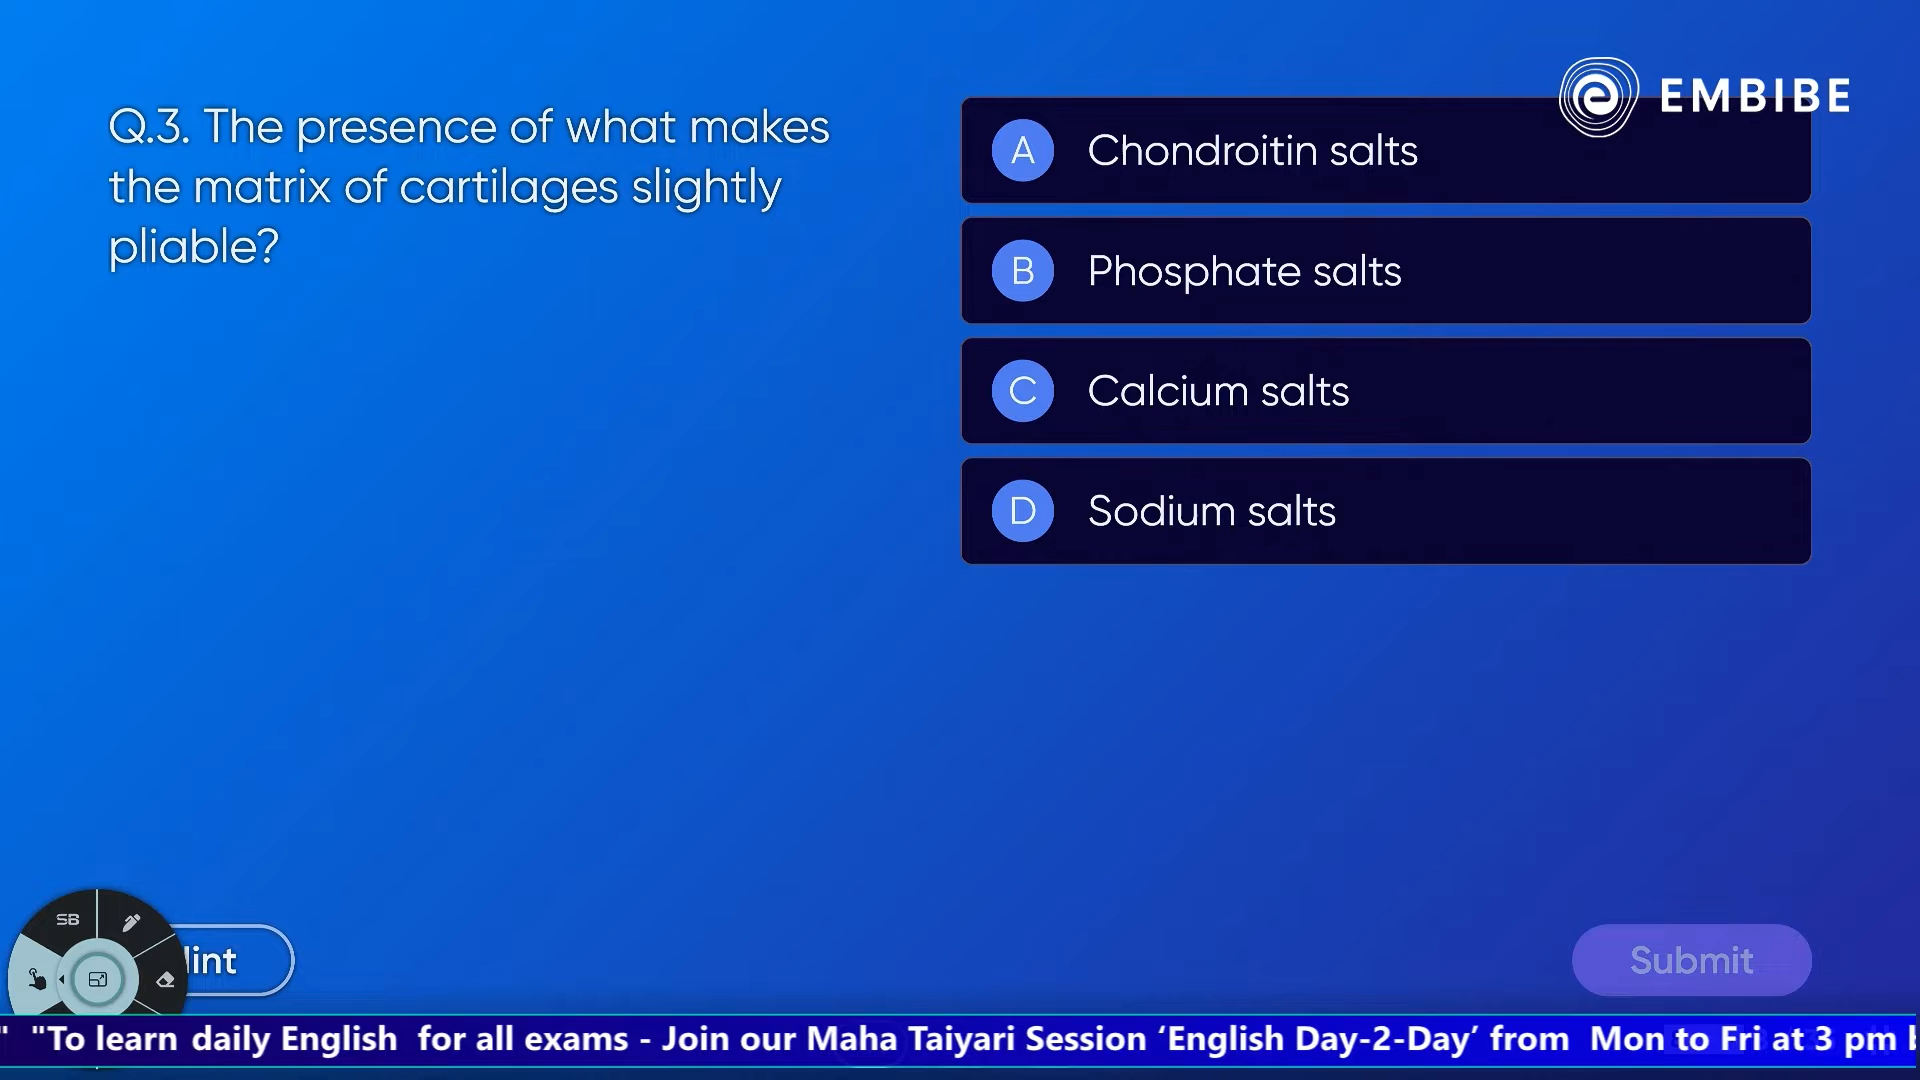 EMBIBE
Q.3. The presence of what makes
the matrix of cartilages slightly
pliable?
A Chondroitin salts
B Phosphate salts
C Calcium salts
D Sodium salts
SB
Submit
" "To learn daily English for all exams - Join our Maha Taiyari Session ‘English Day-2-Day’ from Mon to Fri at 3 pm